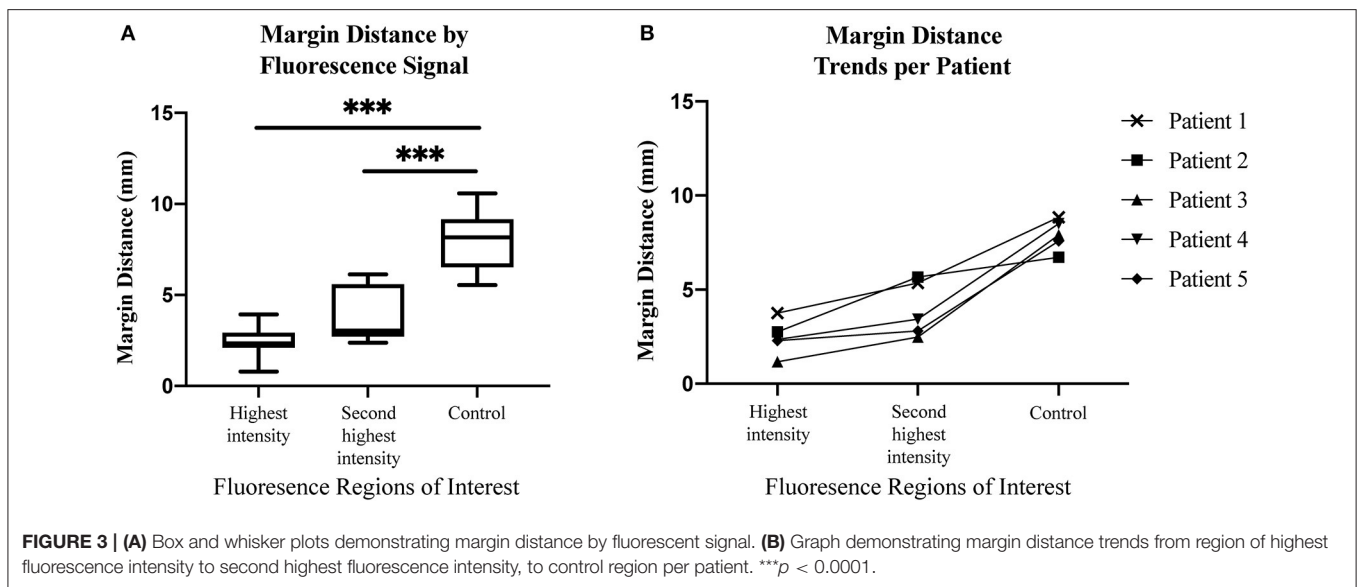 A
Margin Distance by
Fluorescence Signal
***
***
15
10
5
0
Margin Distance (mm)
Highest
intensity
Second
highest
intensity
Control
Fluoresence Regions of Interest
B
Margin Distance
Trends per Patient
15
10
5
0
Margin Distance (mm)
Highest
intensity
Second
highest
intensity
Control
Fluoresence Regions of Interest
Patient 1
Patient 2
Patient 3
Patient 4
Patient 5
FIGURE 3 | (A) Box and whisker plots demonstrating margin distance by fluorescent signal. (B) Graph demonstrating margin distance trends from region of highest
fluorescence intensity to second highest fluorescence intensity, to control region per patient. ***p < 0.0001.